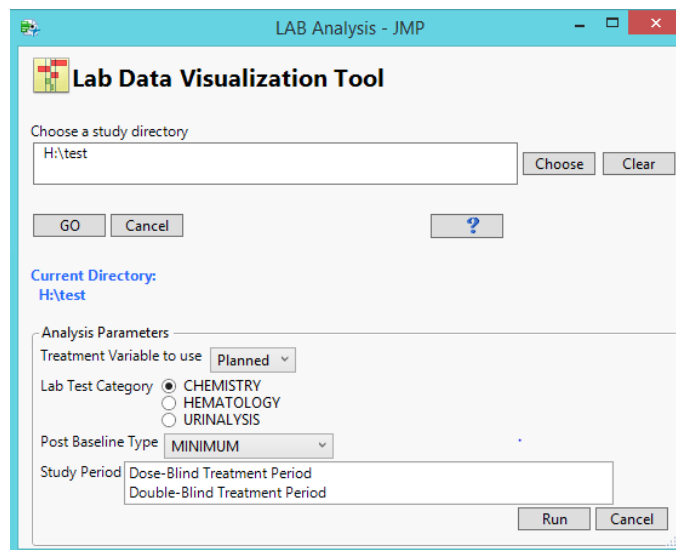 LAB Analysis - JMP
Lab Data Visualization Tool
Choose a study directory
H:\test
Choose Clear
GO Cancel ?
Current Directory:
H:\test
Analysis Parameters
Treatment Variable to use Planned
Lab Test Category CHEMISTRY
HEMATOLOGY
URINALYSIS
Post Baseline Type MINIMUM
Study Period Dose-Blind Treatment Period
Double-Blind Treatment Period
Run Cancel